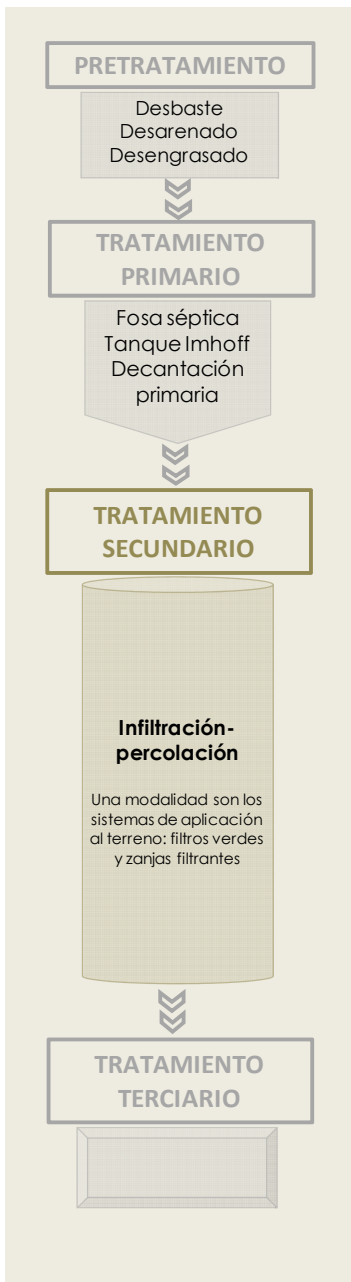 PRETRATAMIENTO
Desbaste
Desarenado
Desengrasado
TRATAMIENTO
PRIMARIO
Fosa séptica
Tanque Imhoff
Decantación
primaria
TRATAMIENTO
SECUNDARIO
Infiltración-
percolación
Una modalidad son los
sistemas de aplicación
al terreno: filtros verdes
y zanjas filtrantes
TRATAMIENTO
TERCIARIO